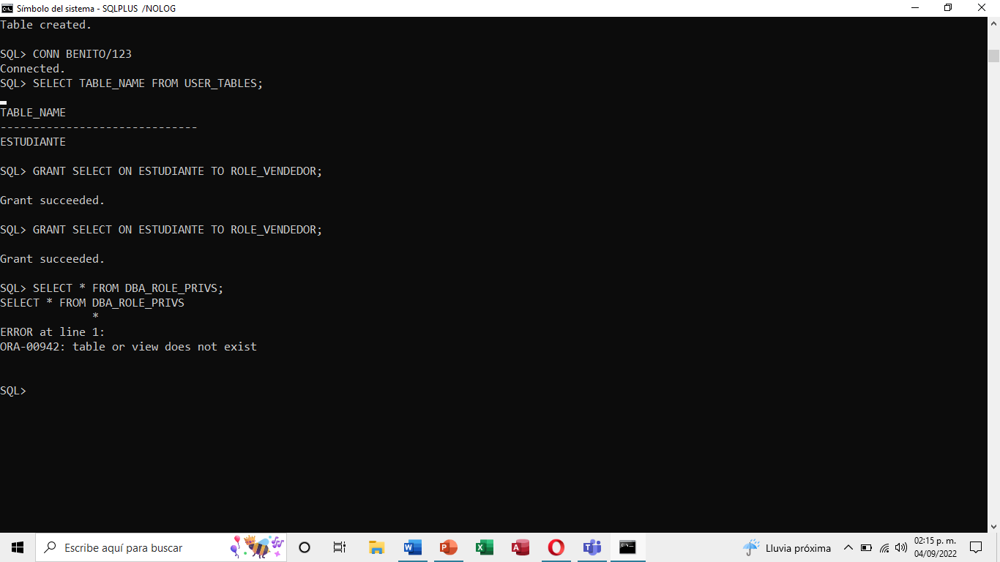 Símbolo del sistema - SQLPLUS /NOLOG
Table created.
SQL> CONN BENITO/123
Connected.
SQL> SELECT TABLE_NAME FROM USER_TABLES;
TABLE_NAME
------------------------------
ESTUDIANTE
SQL> GRANT SELECT ON ESTUDIANTE TO ROLE_VENDEDOR;
Grant succeeded.
SQL> GRANT SELECT ON ESTUDIANTE TO ROLE_VENDEDOR;
Grant succeeded.
SQL> SELECT * FROM DBA_ROLE_PRIVS;
SELECT * FROM DBA_ROLE_PRIVS
*
ERROR at line 1:
ORA-00942: table or view does not exist
SQL>
Escribe aquí para buscar
Lluvia próxima
02:15 p. m.
04/09/2022